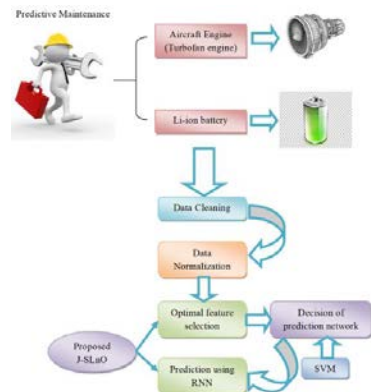 Predictive Maintenance
Aircraft Engine
(Turbofan engine)
Li-ion battery
Data Cleaning
Data
Normalization
Optimal feature
selection
Decision of
prediction network
Proposed
J-SLnO
Prediction using
RNN
SVM